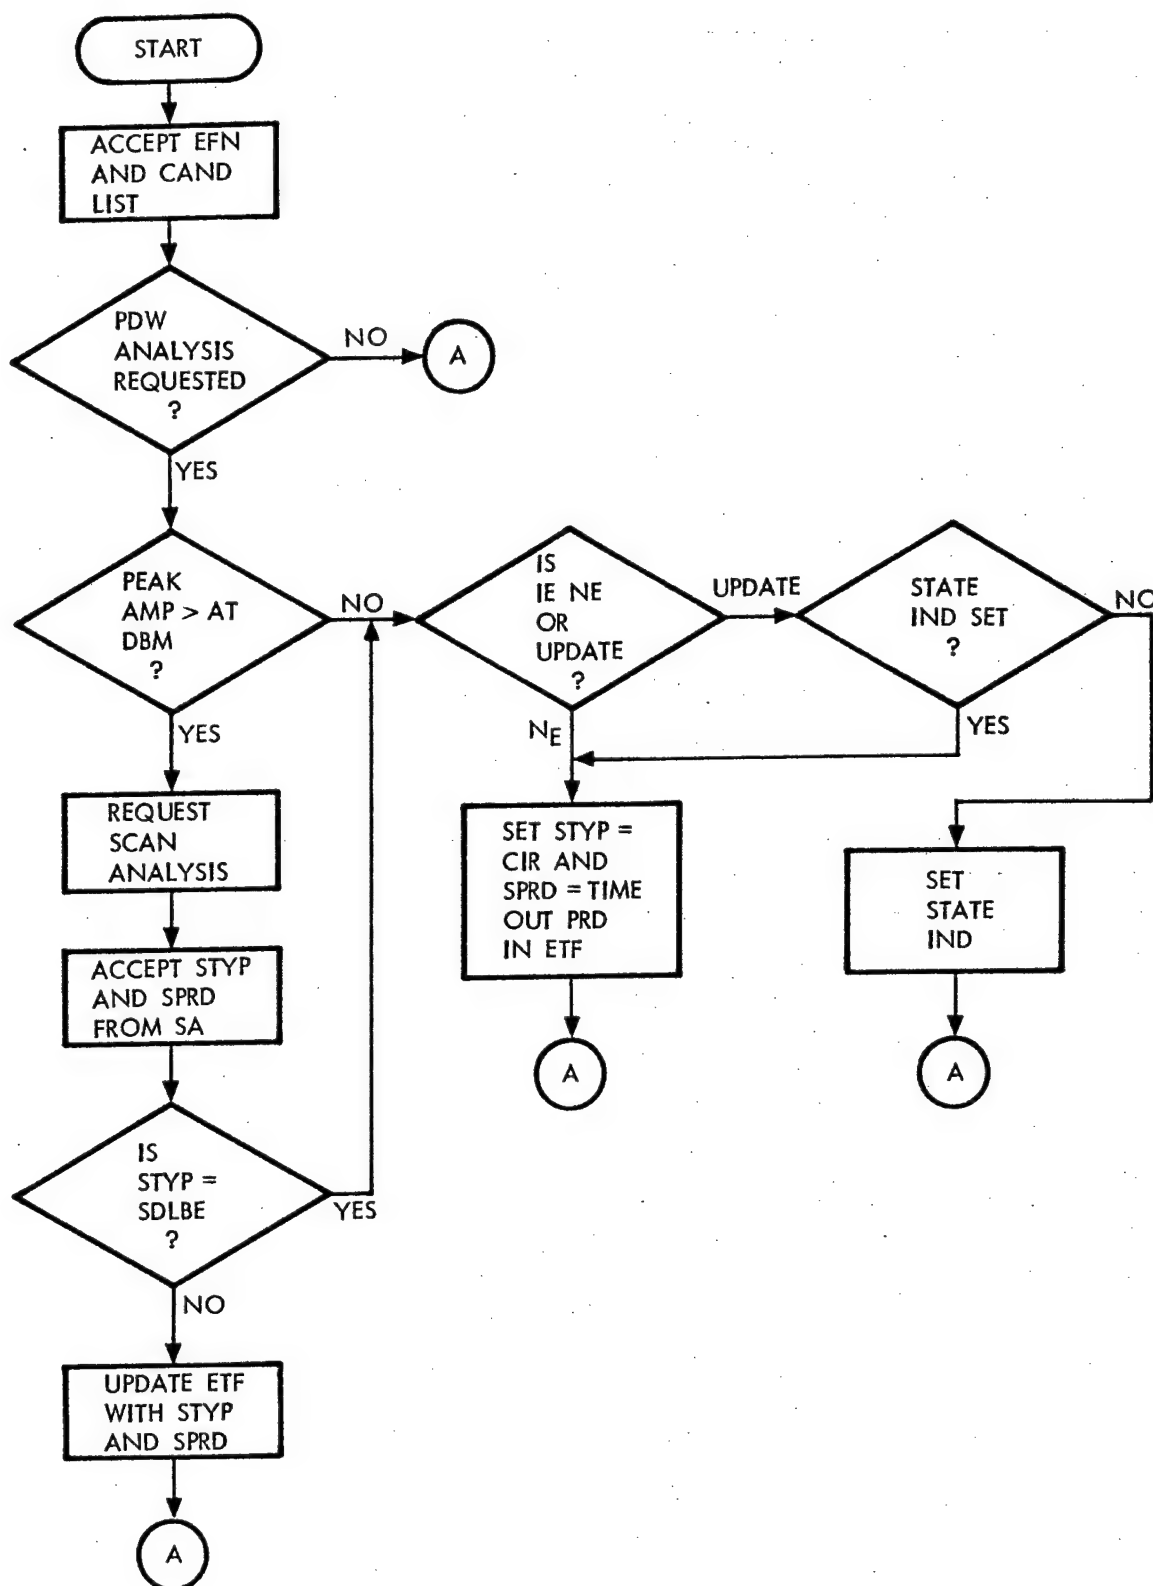 START
ACCEPT EFN
AND CAND
LIST
PDW
ANALYSIS
REQUESTED
?
NO
A
YES
PEAK
AMP > AT
DBM
?
NO
YES
IS
IE NE
OR
UPDATE
?
UPDATE
NE
STATE
IND SET
?
NO
YES
REQUEST
SCAN
ANALYSIS
SET STYP =
CIR AND
SPRD = TIME
OUT PRD
IN ETF
A
SET
STATE
IND
A
ACCEPT STYP
AND SPRD
FROM SA
IS
STYP =
SDLBE
?
YES
NO
UPDATE ETF
WITH STYP
AND SPRD
A